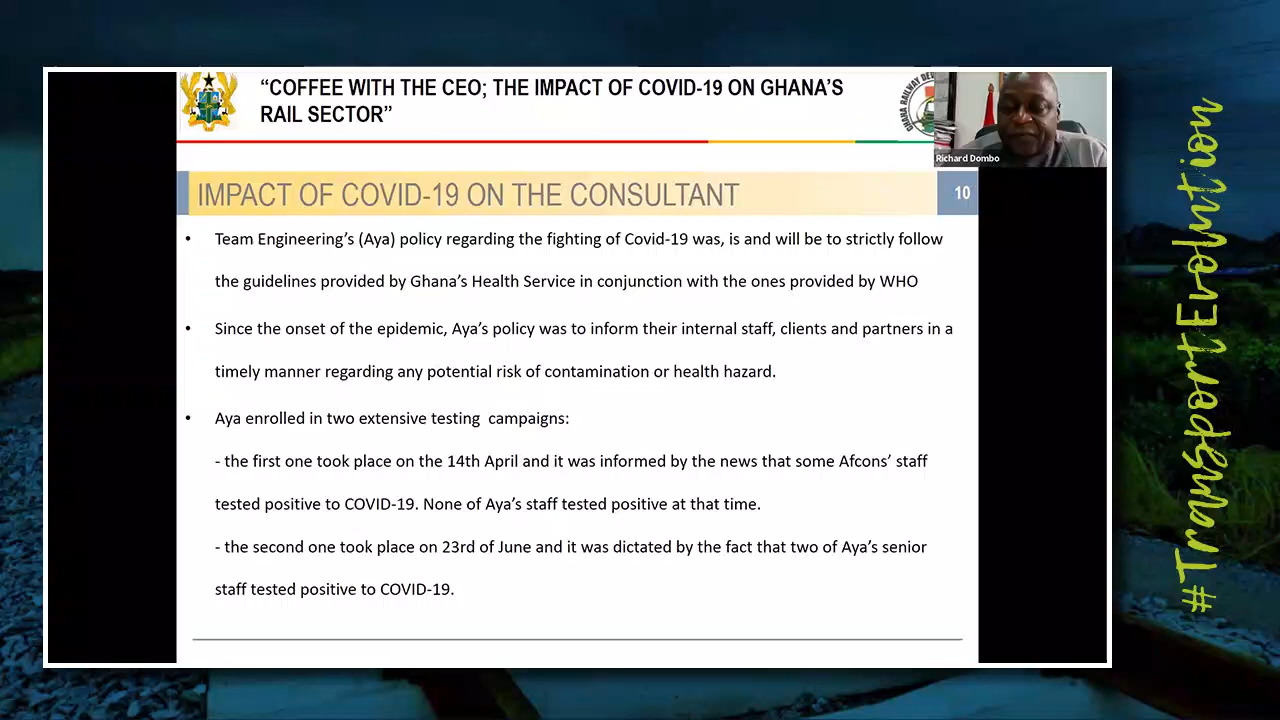 “COFFEE WITH THE CEO; THE IMPACT OF COVID-19 ON GHANA’S
RAIL SECTOR”
GHANA RAILWAY
Richard Dombo
IMPACT OF COVID-19 ON THE CONSULTANT
10
• Team Engineering’s (Aya) policy regarding the fighting of Covid-19 was, is and will be to strictly follow
the guidelines provided by Ghana’s Health Service in conjunction with the ones provided by WHO
• Since the onset of the epidemic, Aya’s policy was to inform their internal staff, clients and partners in a
timely manner regarding any potential risk of contamination or health hazard.
• Aya enrolled in two extensive testing campaigns:
- the first one took place on the 14th April and it was informed by the news that some Afcons’ staff
tested positive to COVID-19. None of Aya’s staff tested positive at that time.
- the second one took place on 23rd of June and it was dictated by the fact that two of Aya’s senior
staff tested positive to COVID-19.
#TransportEvolution